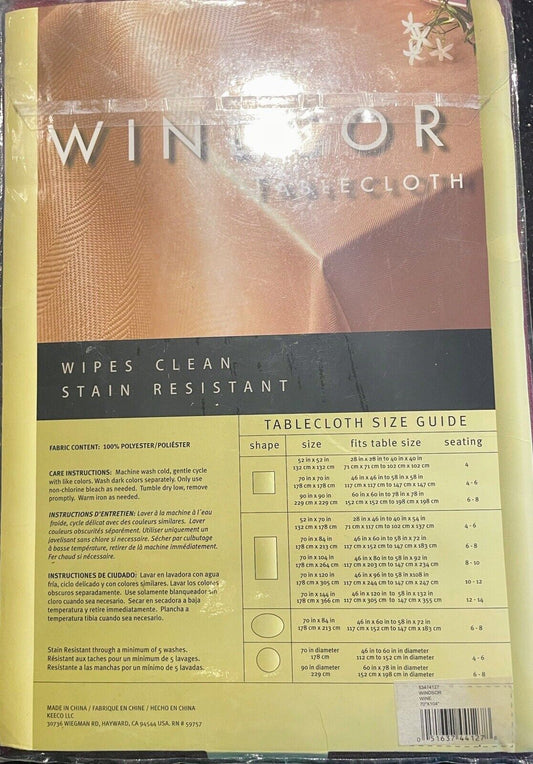 WINDSOR
TABLECLOTH
WIPES CLEAN
STAIN RESISTANT
FABRIC CONTENT: 100% POLYESTER/POLIÉSTER
CARE INSTRUCTIONS: Machine wash cold, gentle cycle
with like colors. Wash dark colors separately. Only use
non-chlorine bleach as needed. Tumble dry low, remove
promptly. Warm iron as needed.
INSTRUCTIONS D'ENTRETIEN: Laver à la machine à l'eau
froide, cycle délicat avec des couleurs similaires. Laver
couleurs obscurités séparément. Utiliser uniquement un
javelisant sans chlore si necessaire. Sécher par culbutage
à basse température, retirer de la machine immédiatement.
Fer chaud si nécessaire.
INSTRUCCIONES DE CUIDADO: Lavar en lavadora con agua
fría, ciclo delicado y con colores similares. Lavar los colores
obscuros separadamente. Use solamente blanqueador sin
cloro cuando sea necesario. Secar en secadora a baja
temperatura y retire immediatamente. Plancha a
temperatura tibia cuando sea necesario.
Stain Resistant through a minimum of 5 washes.
Résistant aux taches pour un minimum de 5 lavages.
Resistante a las manchas por un mínimo de 5 lavadas.
MADE IN CHINA / FABRIQUE EN CHINE / HECHO EN CHINA
KEECO LLC
30736 WIEGMAN RD, HAYWARD, CA 94544 USA. RN # 59757
TABLECLOTH SIZE GUIDE
shape size fits table size seating
52 in x 52 in 28 in x 28 in to 40 in x 40 in
132 cm x 132 cm 71 cm x 71 cm to 102 cm x 102 cm 4
70 in x 70 in 46 in x 46 in to 58 in x 58 in
178 cm x 178 cm 117 cm x 117 cm to 147 cm x 147 cm 4 - 6
90 in x 90 in 60 in x 60 in to 78 in x 78 in
229 cm x 229 cm 152 cm x 152 cm to 198 cm x 198 cm 6 - 8
52 in x 70 in 28 in x 46 in to 40 in x 54 in
132 cm x 178 cm 71 cm x 117 cm to 102 cm x 137 cm 4 - 6
70 in x 84 in 46 in x 60 in to 58 in x 72 in
178 cm x 213 cm 117 cm x 152 cm to 147 cm x 183 cm 6 - 8
70 in x 104 in 46 in x 80 in to 58 in x 92 in
178 cm x 264 cm 117 cm x 203 cm to 147 cm x 234 cm 8 - 10
70 in x 120 in 46 in x 96 in to 58 in x 108 in
178 cm x 305 cm 117 cm x 244 cm to 147 cm x 247 cm 10 - 12
70 in x 144 in 46 in x 120 in to 58 in x 132 in
178 cm x 366 cm 117 cm x 305 cm to 147 cm x 355 cm 12 - 14
70 in x 84 in 46 in x 60 in to 58 in x 72 in
178 cm x 213 cm 117 cm x 152 cm to 147 cm x 183 cm 6 - 8
70 in diameter 46 in to 60 in in diameter
178 cm 112 cm to 152 cm in diameter 4 - 6
90 in diameter 60 in x 78 in in diameter
229 cm 152 cm x 198 cm in diameter 6 - 8
53474127
WINDSOR
WINE
70"X104"
0 51637 44127 8